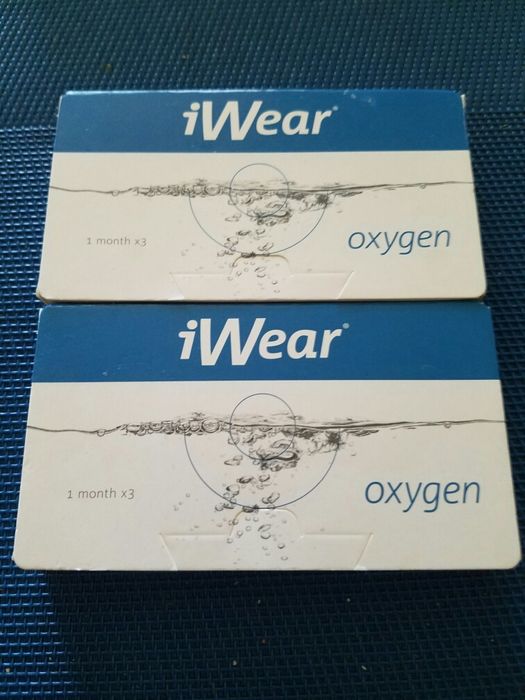 iWear®
1 month x3
oxygen
iWear®
1 month x3
oxygen